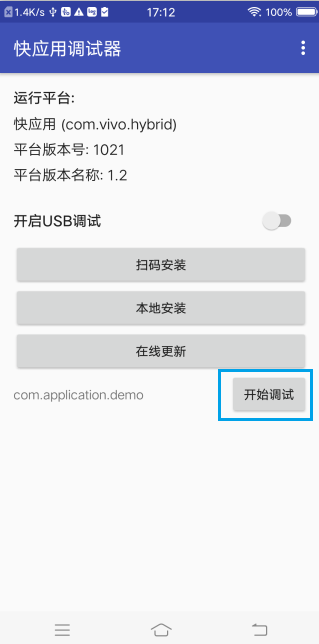 1.4K/s 17:12 100%
快应用调试器
运行平台:
快应用 (com.vivo.hybrid)
平台版本号: 1021
平台版本名称: 1.2
开启USB调试
扫码安装
本地安装
在线更新
com.application.demo 开始调试